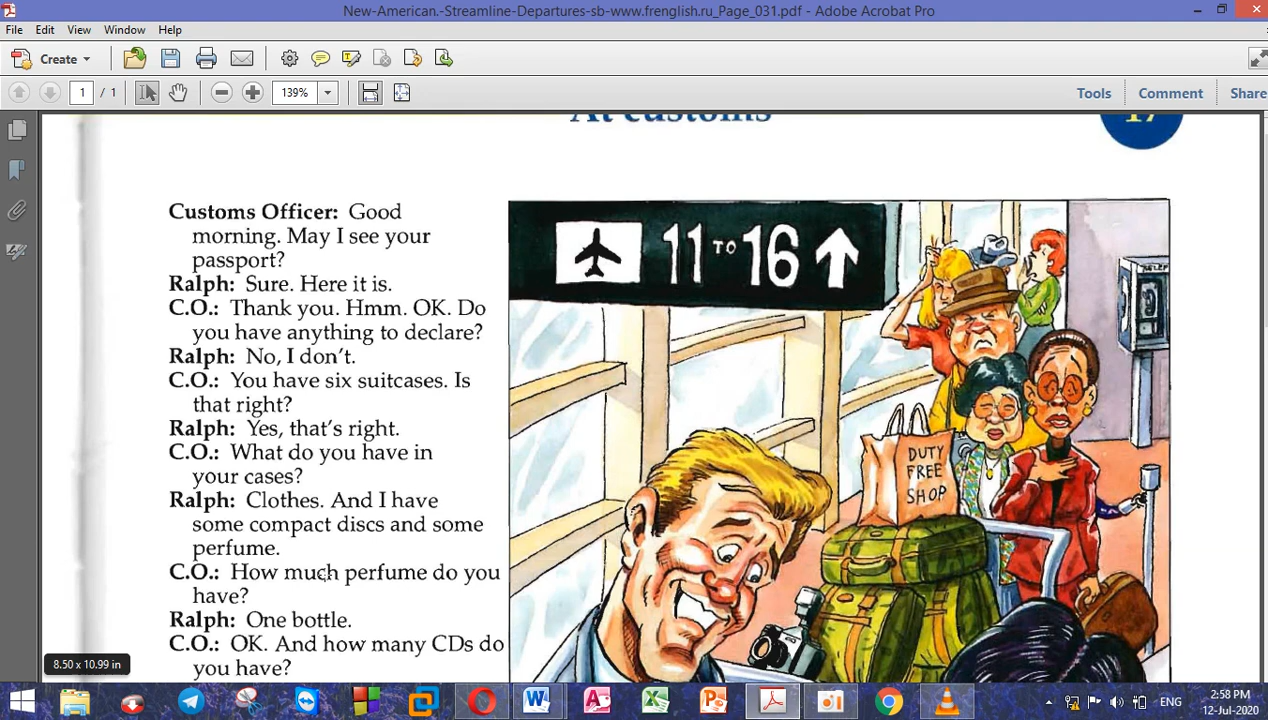 New-American.-Streamline-Departures-sb-www.frenglish.ru_Page_031.pdf - Adobe Acrobat Pro
File Edit View Window Help
Create
1 / 1 139% Tools Comment Share
At customs
17
Customs Officer: Good
morning. May I see your
passport?
Ralph: Sure. Here it is.
C.O.: Thank you. Hmm. OK. Do
you have anything to declare?
Ralph: No, I don't.
C.O.: You have six suitcases. Is
that right?
Ralph: Yes, that's right.
C.O.: What do you have in
your cases?
Ralph: Clothes. And I have
some compact discs and some
perfume.
C.O.: How much perfume do you
have?
Ralph: One bottle.
C.O.: OK. And how many CDs do
you have?
11 TO 16
DUTY
FREE
SHOP
8.50 x 10.99 in
ENG
2:58 PM
12-Jul-2020